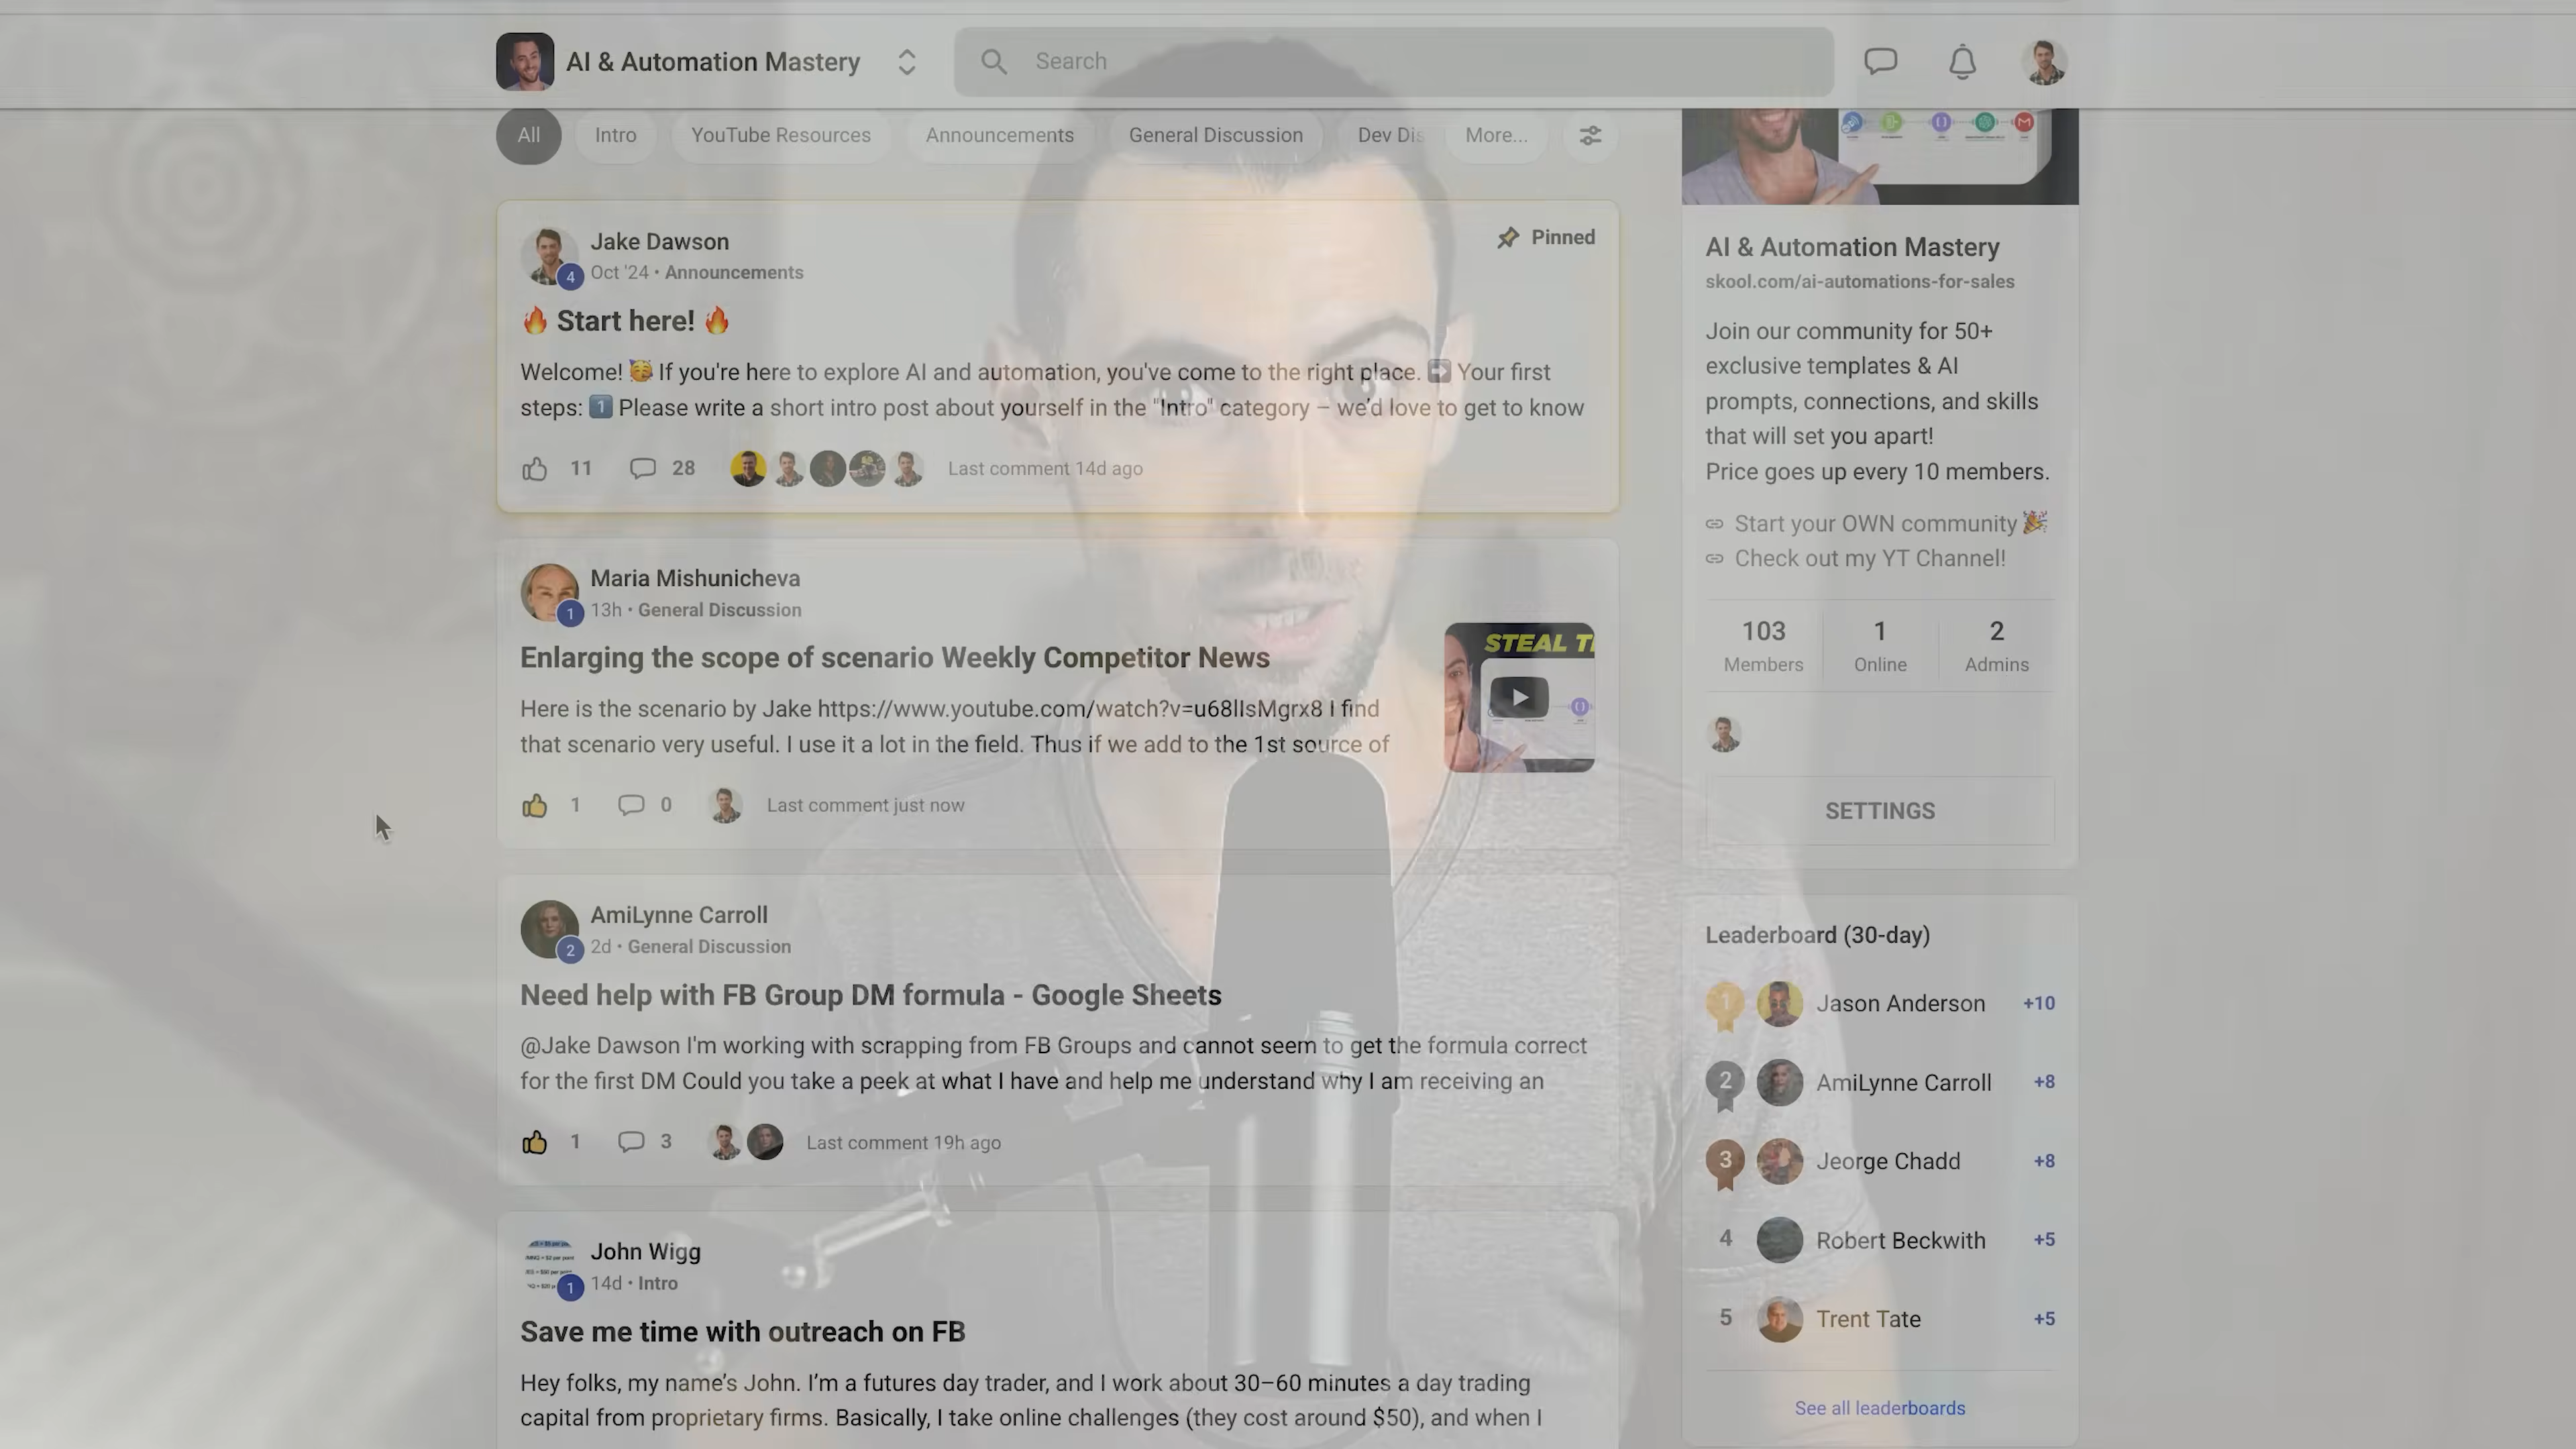 AI & Automation Mastery
Search
All
Intro
YouTube Resources
Announcements
General Discussion
Dev Dis
More...
Jake Dawson
4
Oct '24 • Announcements
Pinned
🔥 Start here! 🔥
Welcome! 🥳 If you're here to explore AI and automation, you've come to the right place. ➡️ Your first
steps: 1️⃣ Please write a short intro post about yourself in the "Intro" category – we'd love to get to know
11
28
Last comment 14d ago
Maria Mishunicheva
1
13h • General Discussion
Enlarging the scope of scenario Weekly Competitor News
Here is the scenario by Jake https://www.youtube.com/watch?v=u68lIsMgrx8 I find
that scenario very useful. I use it a lot in the field. Thus if we add to the 1st source of
STEAL
1
0
Last comment just now
AmiLynne Carroll
2
2d • General Discussion
Need help with FB Group DM formula - Google Sheets
@Jake Dawson I'm working with scrapping from FB Groups and cannot seem to get the formula correct
for the first DM Could you take a peek at what I have and help me understand why I am receiving an
1
3
Last comment 19h ago
John Wigg
1
14d • Intro
Save me time with outreach on FB
Hey folks, my name's John. I'm a futures day trader, and I work about 30–60 minutes a day trading
capital from proprietary firms. Basically, I take online challenges (they cost around $50), and when I
AI & Automation Mastery
skool.com/ai-automations-for-sales
Join our community for 50+
exclusive templates & AI
prompts, connections, and skills
that will set you apart!
Price goes up every 10 members.
Start your OWN community 🎉
Check out my YT Channel!
103
Members
1
Online
2
Admins
SETTINGS
Leaderboard (30-day)
1
Jason Anderson
+10
2
AmiLynne Carroll
+8
3
Jeorge Chadd
+8
4
Robert Beckwith
+5
5
Trent Tate
+5
See all leaderboards